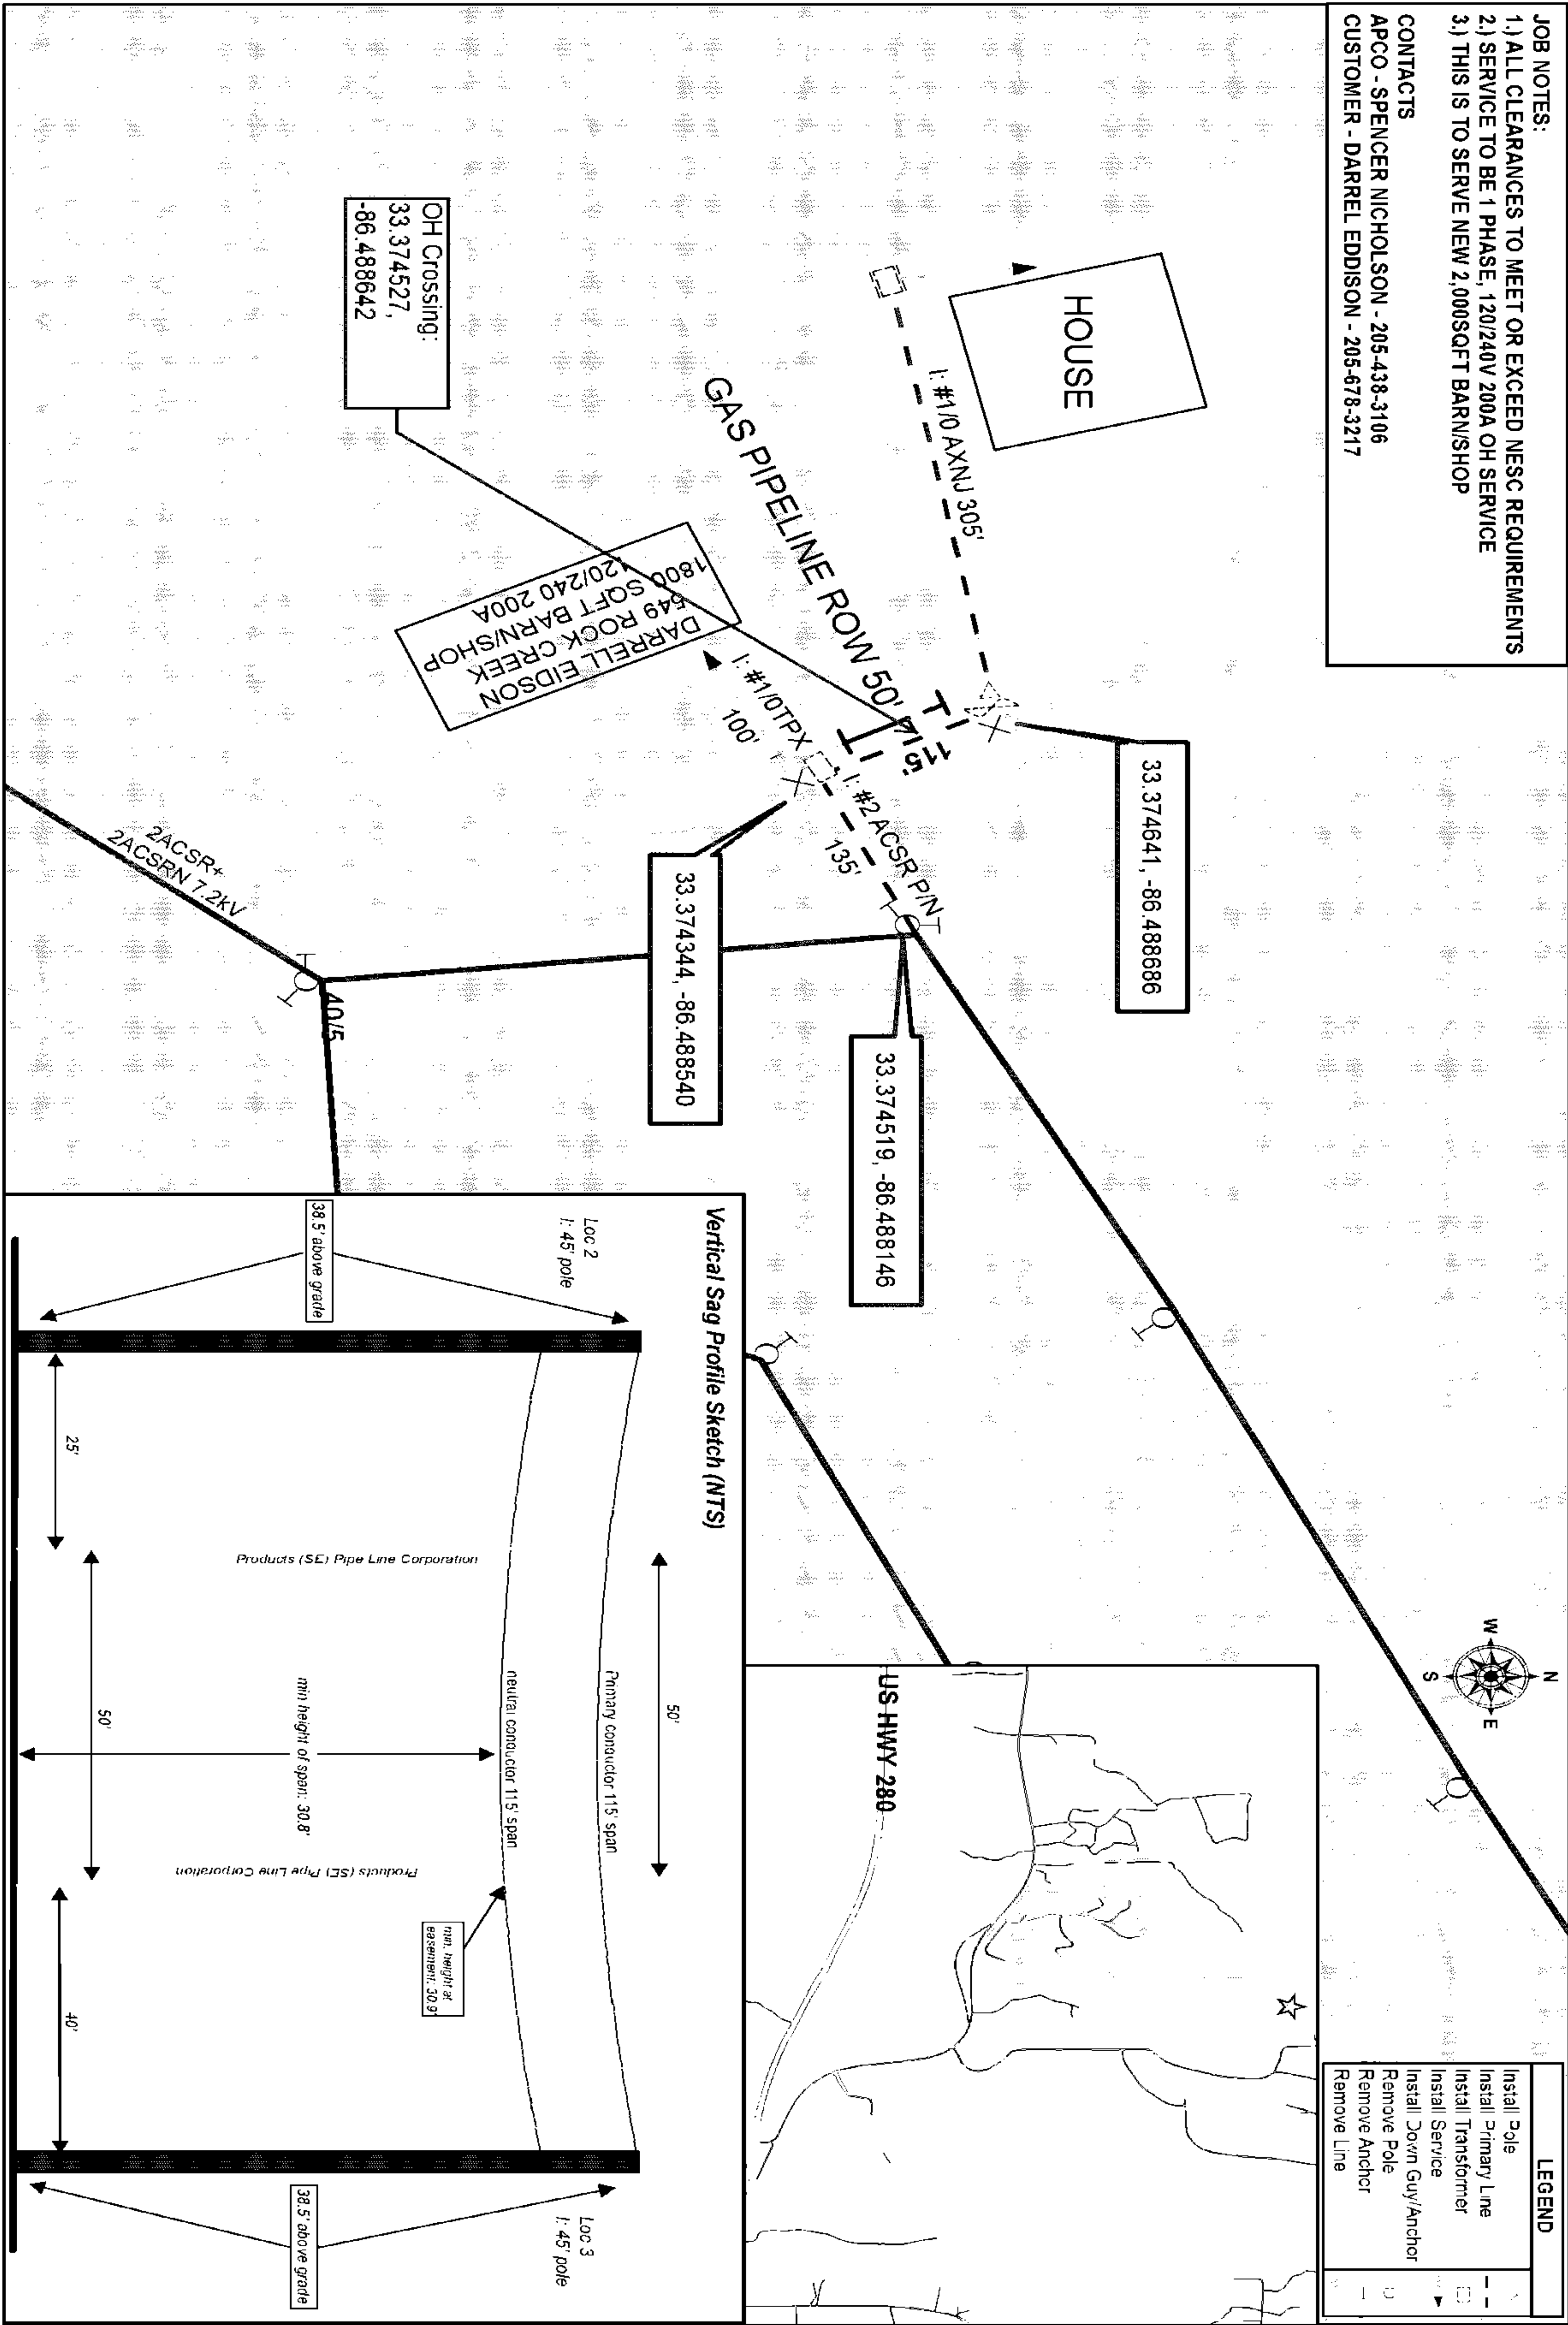 JOB NOTES:
1.) ALL CLEARANCES TO MEET OR EXCEED NESC REQUIREMENTS
2.) SERVICE TO BE 1 PHASE, 120/240V 200A OH SERVICE
3.) THIS IS TO SERVE NEW 2,000SQFT BARN/SHOP
CONTACTS
APCO - SPENCER NICHOLSON - 205-438-3106
CUSTOMER - DARREL EDDISON - 205-678-3217
N
W
E
S
LEGEND
Install Pole
Install Primary Line
Install Transformer
Install Service
Install Down Guy/Anchor
Remove Pole
Remove Anchor
Remove Line
HOUSE
I: #1/0 AXNJ 305'
33.374641, -86.488686
GAS PIPELINE ROW 50'
115'
OH Crossing:
33.374527,
-86.488642
I: #1/0TPX
100'
I: #2 ACSR P/N
135'
33.374519, -86.488146
33.374344, -86.488540
DARRELL EIDSON
549 ROCK CREEK
1800 SQFT BARN/SHOP
120/240 200A
2ACSR+
2ACSRN 7.2kV
40/5
US HWY 280
Vertical Sag Profile Sketch (NTS)
Loc 2
I: 45' pole
38.5' above grade
50'
Primary conductor 115' span
neutral conductor 115' span
min. height at
easement: 30.9'
min height of span: 30.8'
Products (SE) Pipe Line Corporation
Products (SE) Pipe Line Corporation
25'
50'
40'
Loc 3
I: 45' pole
38.5' above grade